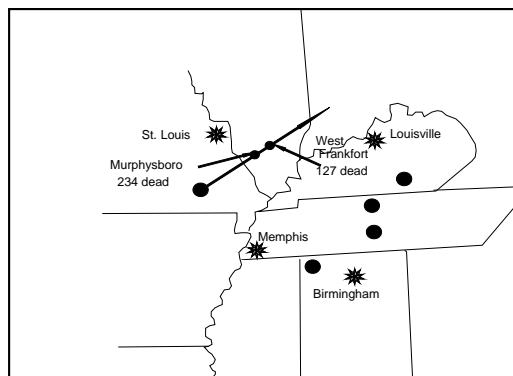 St. Louis
West
Frankfort
127 dead
Louisville
Murphysboro
234 dead
Memphis
Birmingham